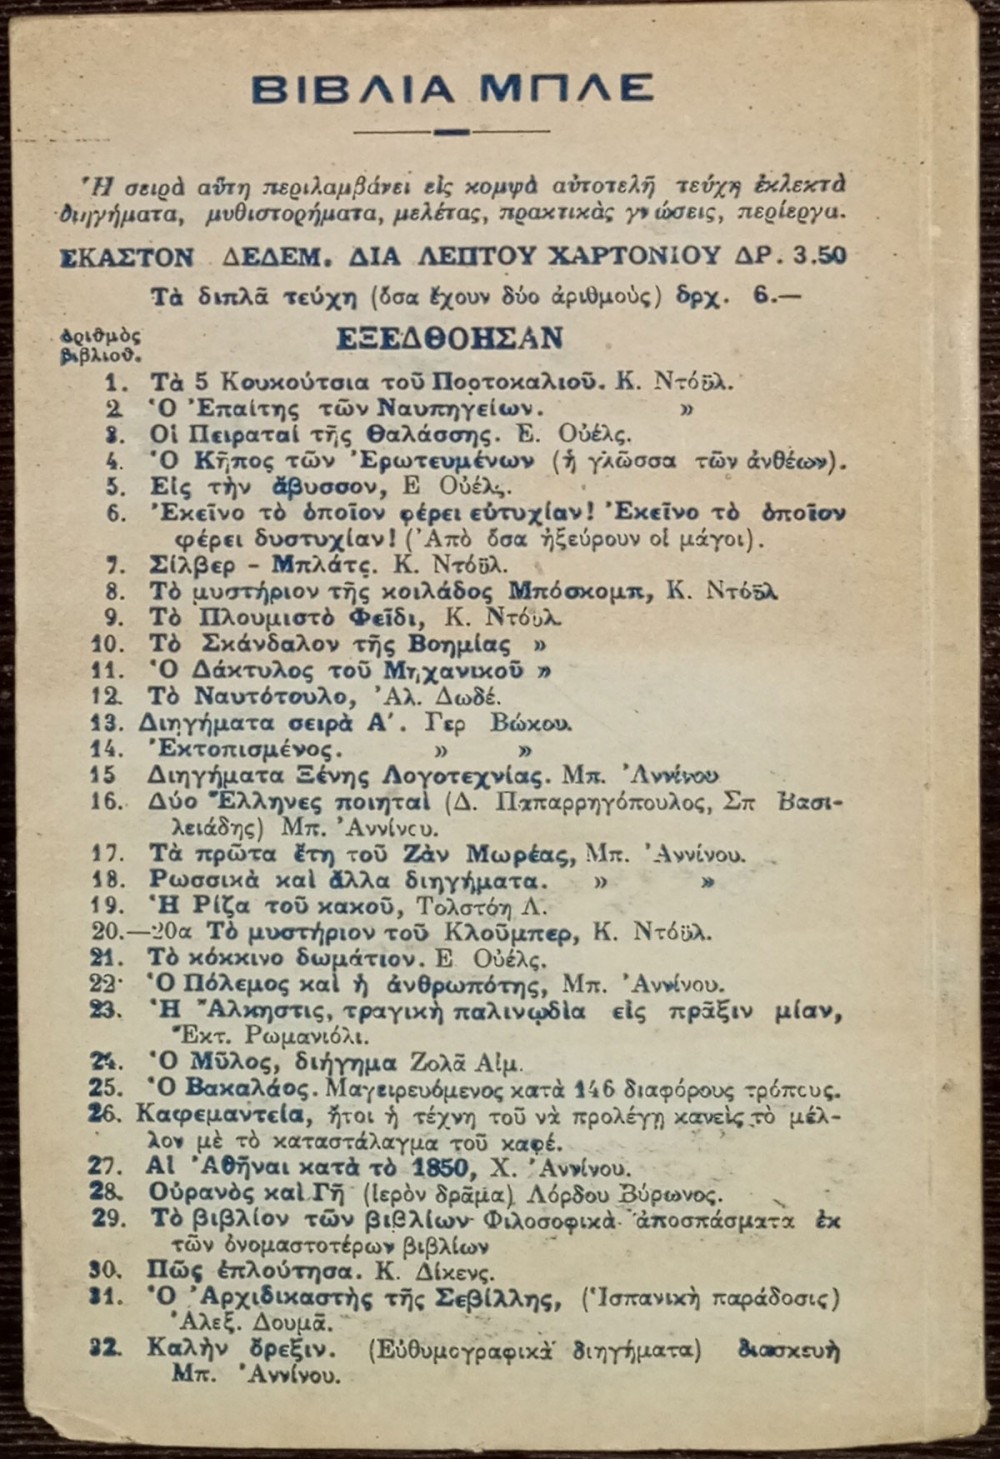 ΒΙΒΛΙΑ ΜΠΛΕ
Ἡ σειρὰ αὕτη περιλαμβάνει εἰς κομψὰ αὐτοτελῆ τεύχη ἐκλεκτὰ
διηγήματα, μυθιστορήματα, μελέτας, πρακτικὰς γνώσεις, περίεργα.
ΣΚΑΣΤΟΝ ΔΕΔΕΜ. ΔΙΑ ΛΕΠΤΟΥ ΧΑΡΤΟΝΙΟΥ ΔΡ. 3.50
Τὰ διπλᾶ τεύχη (ὅσα ἔχουν δύο ἀριθμοὺς) δρχ. 6.—
Ἀριθμὸς
βιβλιοθ.
ΕΞΕΔΘΟΗΣΑΝ
1. Τὰ 5 Κουκούτσια τοῦ Πορτοκαλιοῦ. Κ. Ντόϋλ.
2 Ὁ Ἐπαίτης τῶν Ναυπηγείων. »
3. Οἱ Πειραταὶ τῆς Θαλάσσης. Ἐ. Οὐέλς.
4. Ὁ Κῆπος τῶν Ἐρωτευμένων (ἡ γλῶσσα τῶν ἀνθέων).
5. Εἰς τὴν ἄβυσσον, Ε Οὐέλς.
6. Ἐκεῖνο τὸ ὁποῖον φέρει εὐτυχίαν! Ἐκεῖνο τὸ ὁποῖον
φέρει δυστυχίαν! (Ἀπὸ ὅσα ἠξεύρουν οἱ μάγοι).
7. Σίλβερ - Μπλάτς. Κ. Ντόϋλ.
8. Τὸ μυστήριον τῆς κοιλάδος Μπόσκομπ, Κ. Ντόϋλ
9. Τὸ Πλουμιστὸ Φεῖδι, Κ. Ντόϋλ
10. Τὸ Σκάνδαλον τῆς Βοημίας »
11. Ὁ Δάκτυλος τοῦ Μηχανικοῦ »
12. Τὸ Ναυτότουλο, Ἀλ. Δωδέ.
13. Διηγήματα σειρὰ Α΄. Γερ Βώκου.
14. Ἐκτοπισμένος. » »
15 Διηγήματα Ξένης Λογοτεχνίας. Μπ. Ἀννίνου
16. Δύο Ἕλληνες ποιηταὶ (Δ. Παπαρρηγόπουλος, Σπ Βασι-
λειάδης) Μπ. Ἀννίνου.
17. Τὰ πρῶτα ἔτη τοῦ Ζὰν Μωρέας, Μπ. Ἀννίνου.
18. Ρωσσικὰ καὶ ἄλλα διηγήματα. » »
19. Ἡ Ρίζα τοῦ κακοῦ, Τολστόη Λ.
20.—20α Τὸ μυστήριον τοῦ Κλοῦμπερ, Κ. Ντόϋλ.
21. Τὸ κόκκινο δωμάτιον. Ε Οὐέλς.
22· Ὁ Πόλεμος καὶ ἡ ἀνθρωπότης, Μπ. Ἀννίνου.
23. Ἡ Ἄλκηστις, τραγικὴ παλινῳδία εἰς πρᾶξιν μίαν,
Ἕκτ. Ρωμανιόλι.
24. Ὁ Μῦλος, διήγημα Ζολᾶ Αἰμ.
25. Ὁ Βακαλάος. Μαγειρευόμενος κατὰ 146 διαφόρους τρόπους.
26. Καφεμαντεία, ἤτοι ἡ τέχνη τοῦ νὰ προλέγῃ κανεὶς τὸ μέλ-
λον μὲ τὸ καταστάλαγμα τοῦ καφέ.
27. Αἱ Ἀθῆναι κατὰ τὸ 1850, Χ. Ἀννίνου.
28. Οὐρανὸς καὶ Γῆ (ἱερὸν δρᾶμα) Λόρδου Βύρωνος.
29. Τὸ βιβλίον τῶν βιβλίων Φιλοσοφικὰ ἀποσπάσματα ἐκ
τῶν ὀνομαστοτέρων βιβλίων
30. Πῶς ἐπλούτησα. Κ. Δίκενς.
31. Ὁ Ἀρχιδικαστὴς τῆς Σεβίλλης, (Ἱσπανικὴ παράδοσις)
Ἀλεξ. Δουμᾶ.
32. Καλὴν ὄρεξιν. (Εὐθυμογραφικὰ διηγήματα) διασκευὴ
Μπ. Ἀννίνου.